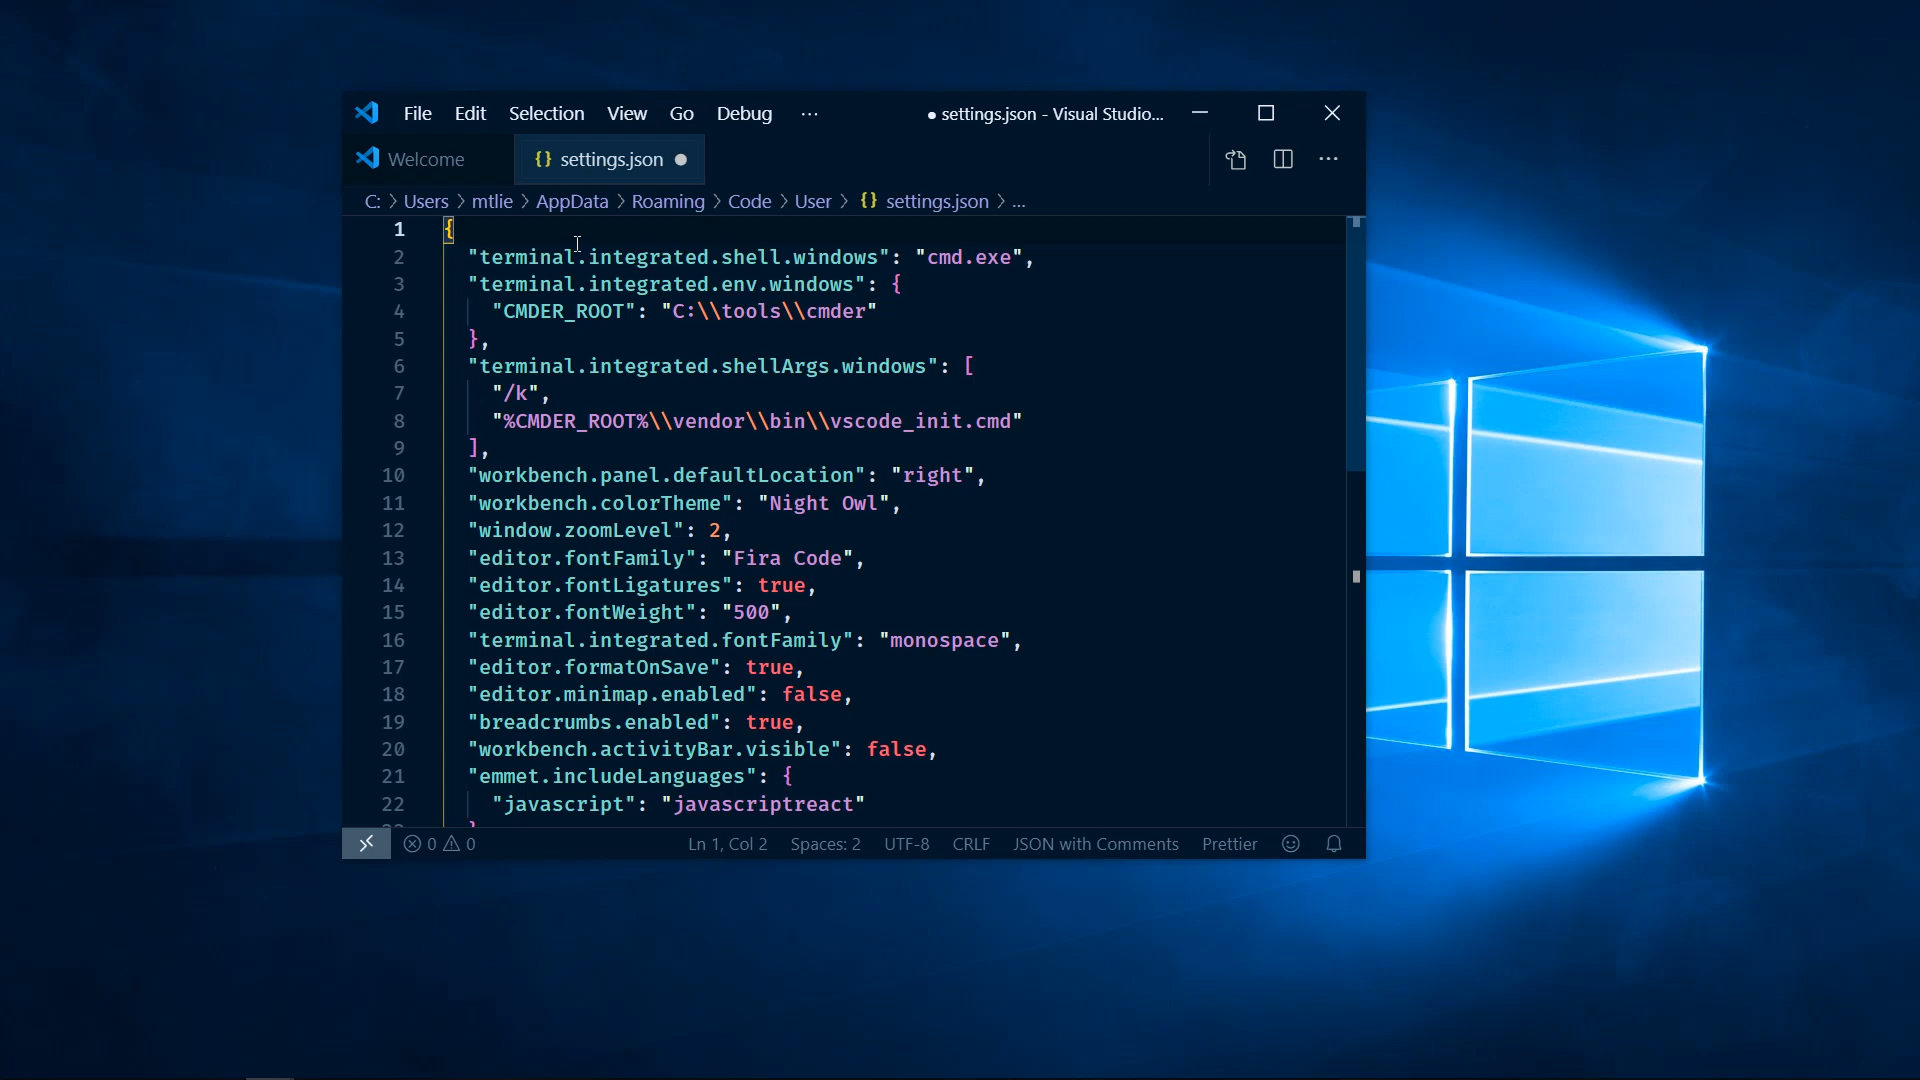 File Edit Selection View Go Debug ··· ● settings.json - Visual Studio...
Welcome {} settings.json ●
C: > Users > mtlie > AppData > Roaming > Code > User > {} settings.json > ...
1 {
2 "terminal.integrated.shell.windows": "cmd.exe",
3 "terminal.integrated.env.windows": {
4 "CMDER_ROOT": "C:\\tools\\cmder"
5 },
6 "terminal.integrated.shellArgs.windows": [
7 "/k",
8 "%CMDER_ROOT%\\vendor\\bin\\vscode_init.cmd"
9 ],
10 "workbench.panel.defaultLocation": "right",
11 "workbench.colorTheme": "Night Owl",
12 "window.zoomLevel": 2,
13 "editor.fontFamily": "Fira Code",
14 "editor.fontLigatures": true,
15 "editor.fontWeight": "500",
16 "terminal.integrated.fontFamily": "monospace",
17 "editor.formatOnSave": true,
18 "editor.minimap.enabled": false,
19 "breadcrumbs.enabled": true,
20 "workbench.activityBar.visible": false,
21 "emmet.includeLanguages": {
22 "javascript": "javascriptreact"
0 0 Ln 1, Col 2 Spaces: 2 UTF-8 CRLF JSON with Comments Prettier